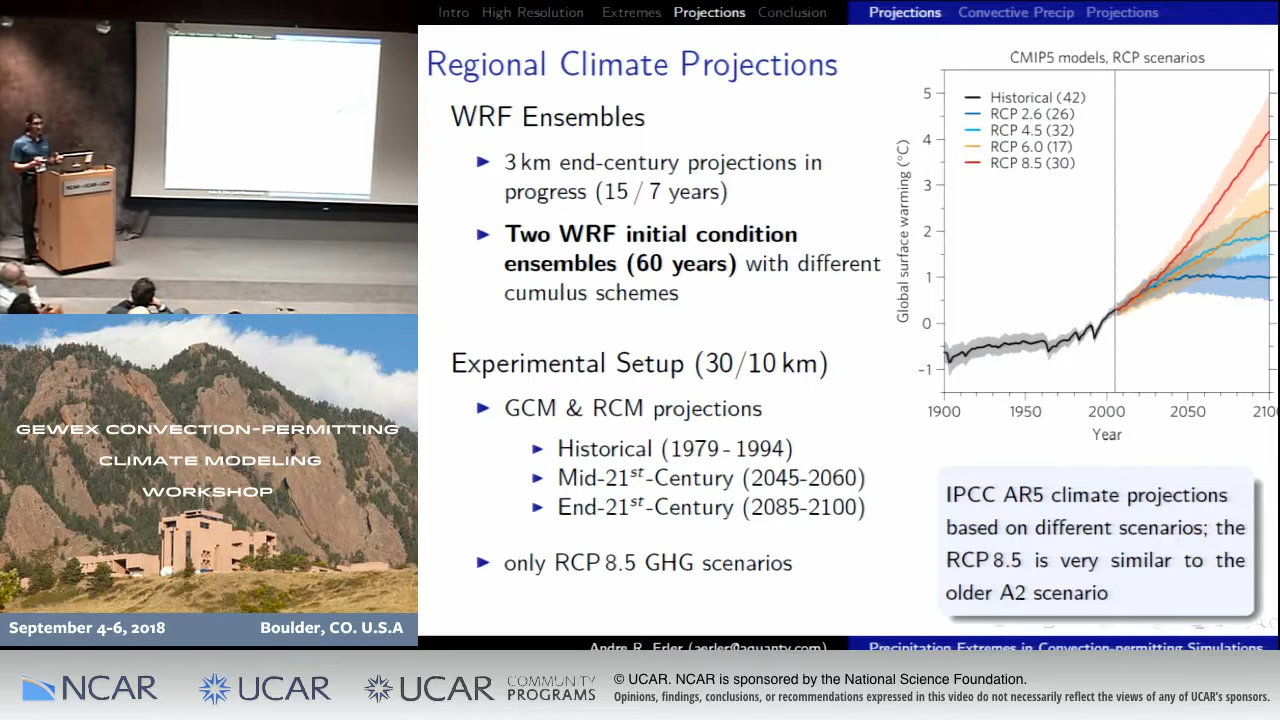 Intro High Resolution Extremes Projections Conclusion
Projections Convective Precip Projections
Regional Climate Projections
WRF Ensembles
3 km end-century projections in
progress (15 / 7 years)
Two WRF initial condition
ensembles (60 years) with different
cumulus schemes
Experimental Setup (30/10 km)
GCM & RCM projections
Historical (1979 - 1994)
Mid-21st-Century (2045-2060)
End-21st-Century (2085-2100)
only RCP 8.5 GHG scenarios
CMIP5 models, RCP scenarios
Historical (42)
RCP 2.6 (26)
RCP 4.5 (32)
RCP 6.0 (17)
RCP 8.5 (30)
Global surface warming (°C)
5
4
3
2
1
0
-1
1900 1950 2000 2050 2100
Year
IPCC AR5 climate projections
based on different scenarios; the
RCP 8.5 is very similar to the
older A2 scenario
Andre R. Erler (aerler@aquanty.com)
Precipitation Extremes in Convection-permitting Simulations
NCAR-UCAR-UCP
GEWEX CONVECTION-PERMITTING
CLIMATE MODELING
WORKSHOP
September 4-6, 2018 Boulder, CO. U.S.A
NCAR
UCAR
UCAR COMMUNITY
PROGRAMS
© UCAR. NCAR is sponsored by the National Science Foundation.
Opinions, findings, conclusions, or recommendations expressed in this video do not necessarily reflect the views of any of UCAR's sponsors.